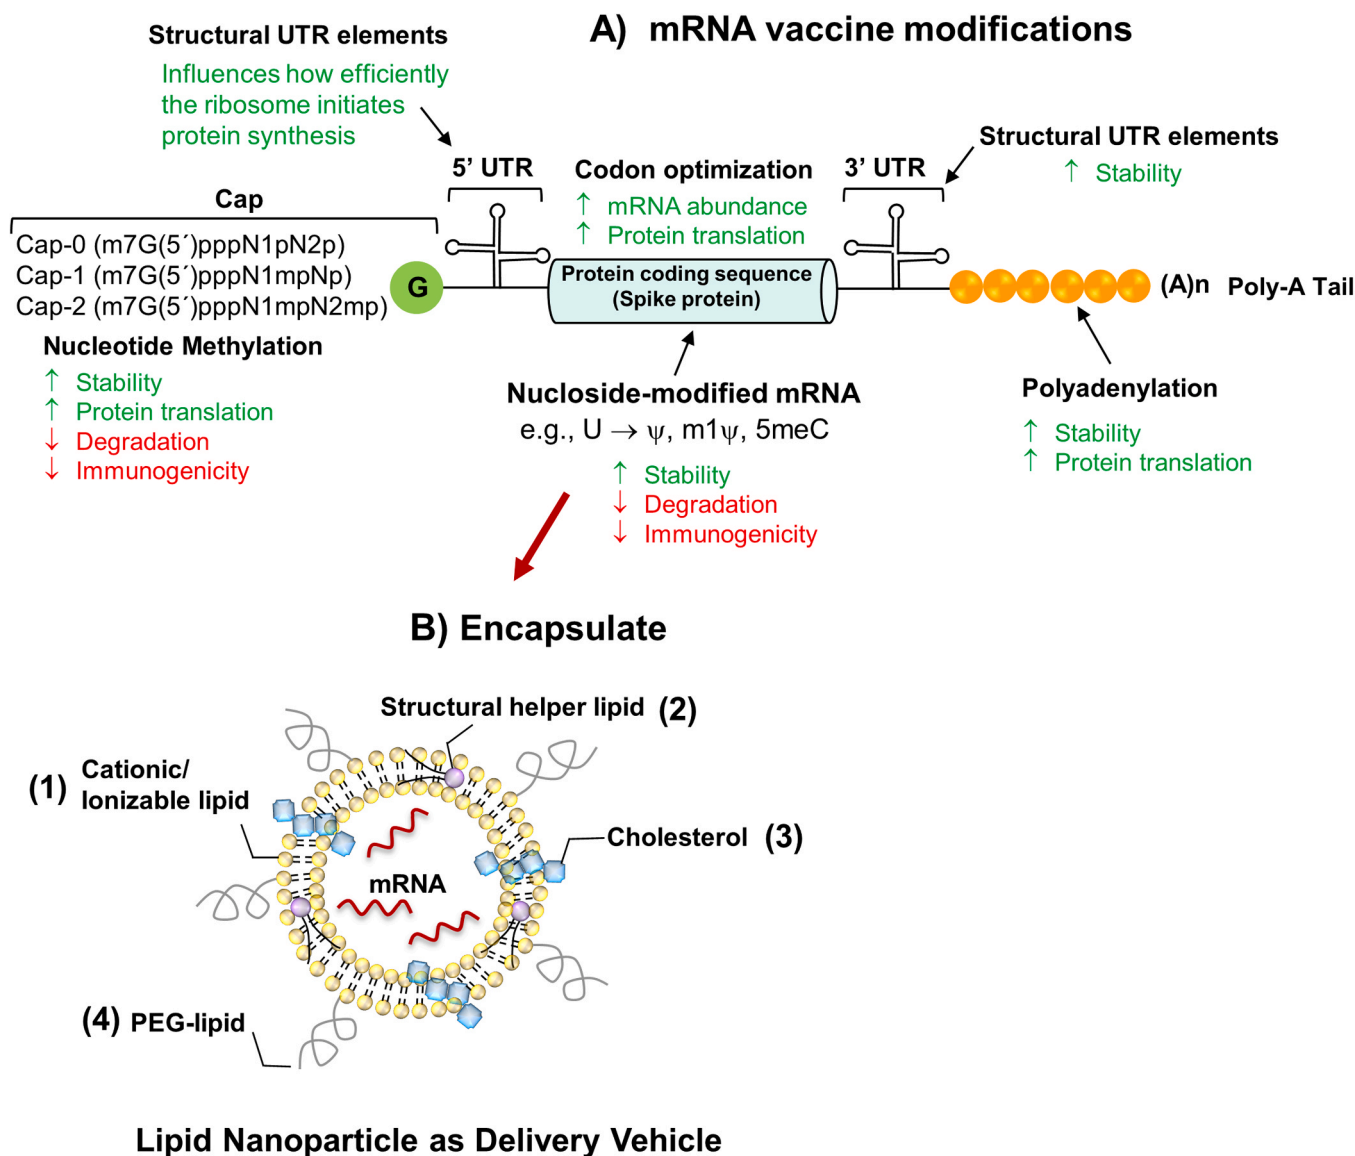 A) mRNA vaccine modifications
Structural UTR elements
Influences how efficiently
the ribosome initiates
protein synthesis
5’ UTR
Codon optimization
↑ mRNA abundance
↑ Protein translation
3’ UTR
Structural UTR elements
↑ Stability
Cap
Cap-0 (m7G(5´)pppN1pN2p)
Cap-1 (m7G(5´)pppN1mpNp)
Cap-2 (m7G(5´)pppN1mpN2mp)
G
Protein coding sequence
(Spike protein)
(A)n Poly-A Tail
Nucleotide Methylation
↑ Stability
↑ Protein translation
↓ Degradation
↓ Immunogenicity
Nucloside-modified mRNA
e.g., U → ψ, m1ψ, 5meC
↑ Stability
↓ Degradation
↓ Immunogenicity
Polyadenylation
↑ Stability
↑ Protein translation
B) Encapsulate
Structural helper lipid (2)
(1) Cationic/
Ionizable lipid
Cholesterol (3)
mRNA
(4) PEG-lipid
Lipid Nanoparticle as Delivery Vehicle